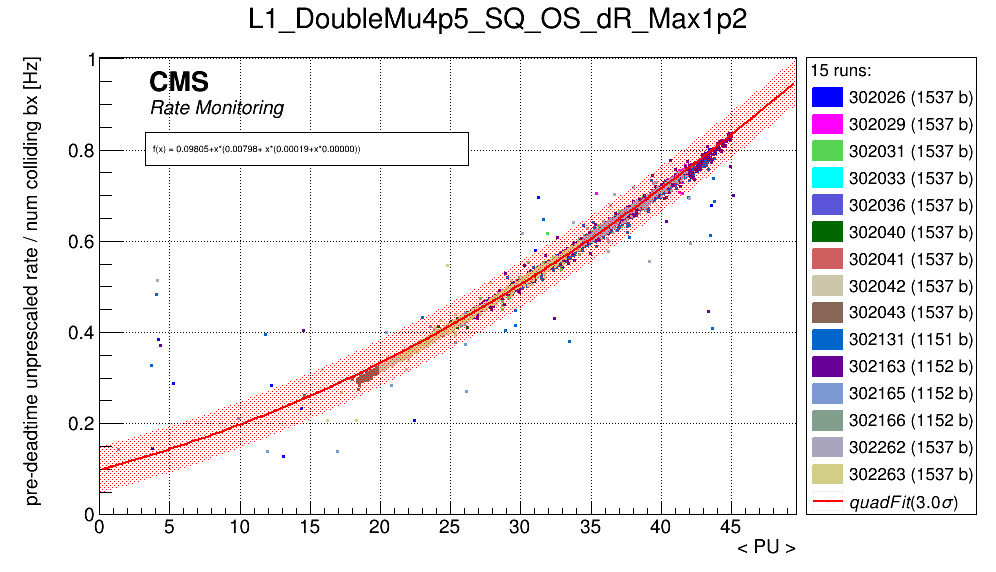 L1_DoubleMu4p5_SQ_OS_dR_Max1p2
pre-deadtime unprescaled rate / num colliding bx [Hz]
1
0.8
0.6
0.4
0.2
0
CMS
Rate Monitoring
f(x) = 0.09805+x*(0.00798+ x*(0.00019+x*0.00000))
0 5 10 15 20 25 30 35 40 45
< PU >
15 runs:
302026 (1537 b)
302029 (1537 b)
302031 (1537 b)
302033 (1537 b)
302036 (1537 b)
302040 (1537 b)
302041 (1537 b)
302042 (1537 b)
302043 (1537 b)
302131 (1151 b)
302163 (1152 b)
302165 (1152 b)
302166 (1152 b)
302262 (1537 b)
302263 (1537 b)
quadFit(3.0σ)